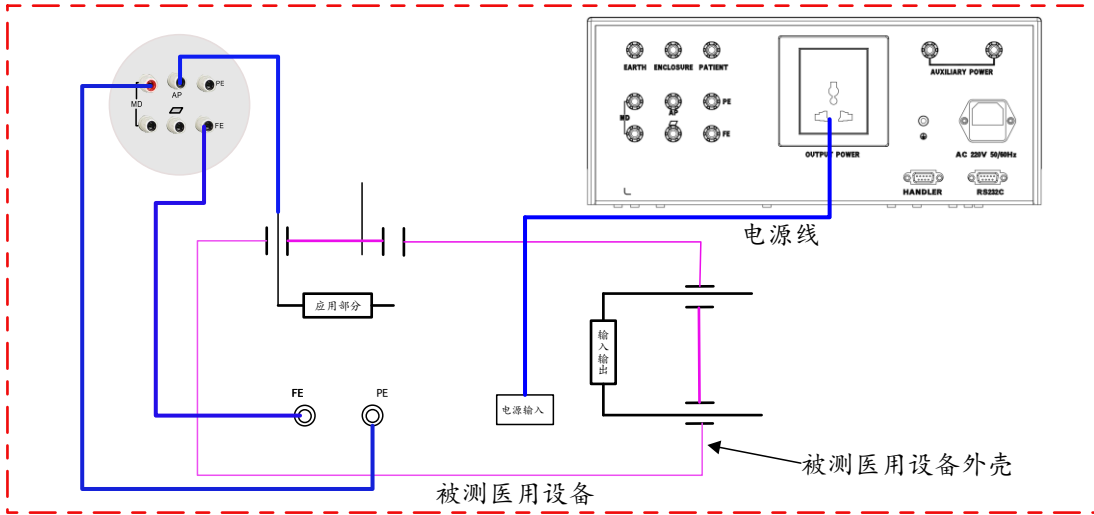 EARTH ENCLOSURE PATIENT
AUXILIARY POWER
MD
AP
PE
FE
MD
AP
PE
FE
OUTPUT POWER
AC 220V 50/60Hz
HANDLER
RS232C
电源线
应用部分
输入输出
FE
PE
电源输入
被测医用设备外壳
被测医用设备